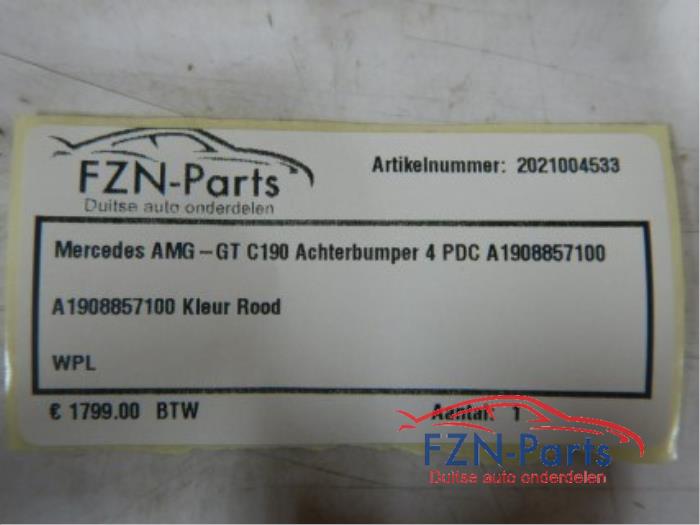 FZN-Parts
Duitse auto onderdelen
Artikelnummer: 2021004533
Mercedes AMG-GT C190 Achterbumper 4 PDC A1908857100
A1908857100 Kleur Rood
WPL
€ 1799.00 BTW
Aantal: 1
FZN-Parts
Duitse auto onderdelen